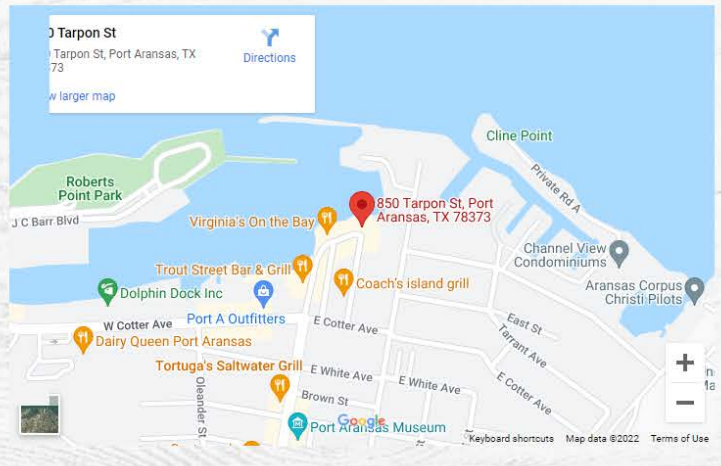 0 Tarpon St
Tarpon St, Port Aransas, TX
73
w larger map
Directions
Cline Point
Private Rd A
Roberts
Point Park
J C Barr Blvd
Virginia's On the Bay
850 Tarpon St, Port
Aransas, TX 78373
Channel View
Condominiums
Trout Street Bar & Grill
Coach's island grill
Aransas Corpus
Christi Pilots
Dolphin Dock Inc
Port A Outfitters
W Cotter Ave
E Cotter Ave
East St
Tarrant Ave
Dairy Queen Port Aransas
Tortuga's Saltwater Grill
E White Ave
E White Ave
E Cotter Ave
Oleander St
Brown St
Google
Port Aransas Museum
Keyboard shortcuts
Map data ©2022
Terms of Use